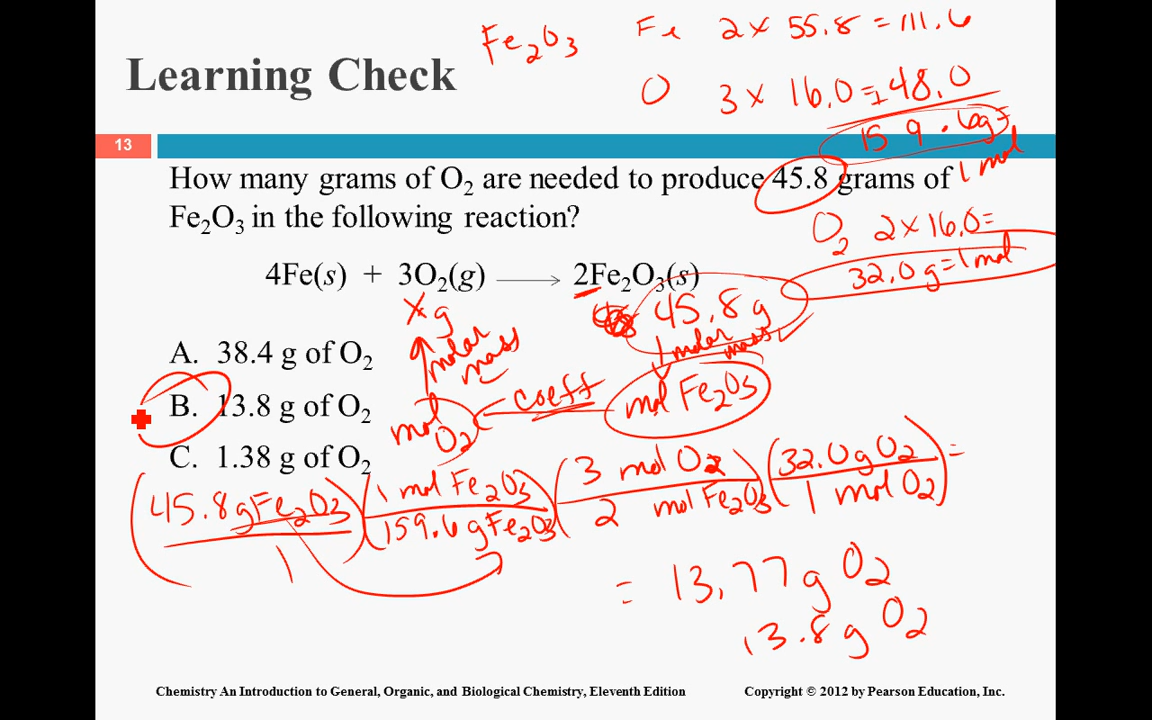 Fe₂O₃ Fe 2 x 55.8 = 111.6
Learning Check
O 3 x 16.0 = 48.0
159.6g =
1 mol
13
How many grams of O₂ are needed to produce 45.8 grams of
Fe₂O₃ in the following reaction?
O₂ 2 x 16.0 =
32.0 g = 1 mol
4Fe(s) + 3O₂(g) ⟶ 2Fe₂O₃(s)
x g 45.8 g
molar mass molar mass
A. 38.4 g of O₂
mol O₂ coeff mol Fe₂O₃
B. 13.8 g of O₂
C. 1.38 g of O₂
(45.8 g Fe₂O₃ / 1) (1 mol Fe₂O₃ / 159.6 g Fe₂O₃) (3 mol O₂ / 2 mol Fe₂O₃) (32.0 g O₂ / 1 mol O₂) =
= 13.77 g O₂
13.8 g O₂
Chemistry An Introduction to General, Organic, and Biological Chemistry, Eleventh Edition
Copyright © 2012 by Pearson Education, Inc.